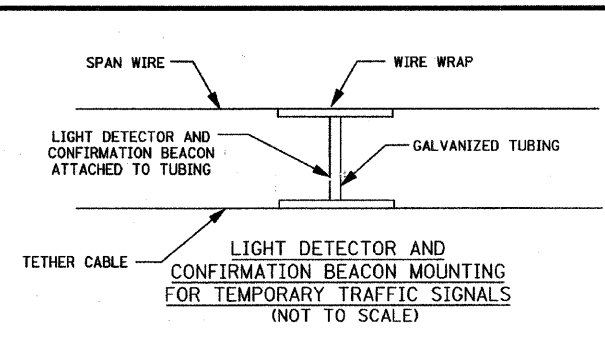 SPAN WIRE
WIRE WRAP
LIGHT DETECTOR AND
CONFIRMATION BEACON
ATTACHED TO TUBING
GALVANIZED TUBING
TETHER CABLE
LIGHT DETECTOR AND
CONFIRMATION BEACON MOUNTING
FOR TEMPORARY TRAFFIC SIGNALS
(NOT TO SCALE)